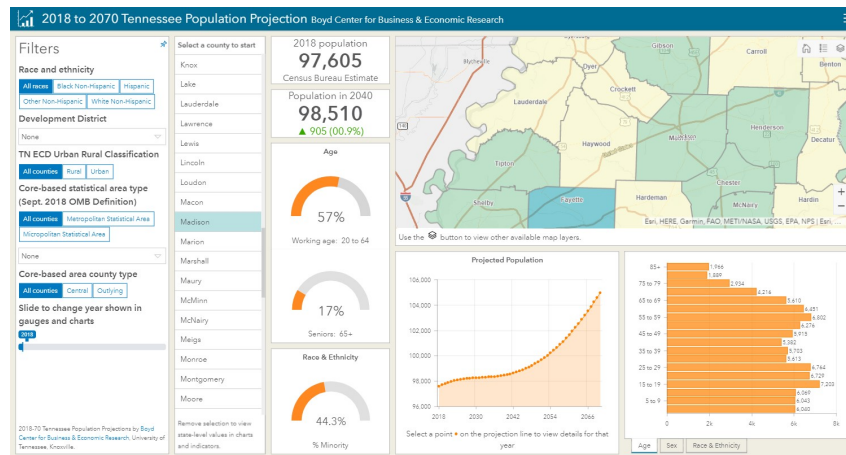 2018 to 2070 Tennessee Population Projection Boyd Center for Business & Economic Research
Filters
Race and ethnicity
All races Black Non-Hispanic Hispanic
Other Non-Hispanic White Non-Hispanic
Development District
None
TN ECD Urban Rural Classification
All counties Rural Urban
Core-based statistical area type
(Sept. 2018 OMB Definition)
All counties Metropolitan Statistical Area
Micropolitan Statistical Area
None
Core-based area county type
All counties Central Outlying
Slide to change year shown in
gauges and charts
2018
2018-70 Tennessee Population Projections by Boyd
Center for Business & Economic Research, University of
Tennessee, Knoxville.
Select a county to start
Knox
Lake
Lauderdale
Lawrence
Lewis
Lincoln
Loudon
Macon
Madison
Marion
Marshall
Maury
McMinn
McNairy
Meigs
Monroe
Montgomery
Moore
Remove selection to view
state-level values in charts
and indicators.
2018 population
97,605
Census Bureau Estimate
Population in 2040
98,510
▲ 905 (00.9%)
Age
57%
Working age: 20 to 64
17%
Seniors: 65+
Race & Ethnicity
44.3%
% Minority
Gibson
Carroll
Blytheville
Dyer
Benton
Crockett
Lauderdale
Henderson
Madison
Decatur
Haywood
Tipton
Chester
Shelby
Fayette
Hardeman
McNairy
Hardin
Esri, HERE, Garmin, FAO, METI/NASA, USGS, EPA, NPS | Esri, ...
+
−
Use the button to view other available map layers.
Projected Population
106,000
104,000
102,000
100,000
98,000
96,000
2018 2030 2042 2054 2066
Select a point • on the projection line to view details for that
year
85+ 1,966
1,889
75 to 79 2,934
4,216
65 to 69 5,610
6,451
55 to 59 6,802
6,276
45 to 49 5,915
5,382
35 to 39 5,703
5,613
25 to 29 6,764
6,729
15 to 19 7,203
6,069
5 to 9 6,043
6,040
0 2k 4k 6k 8k
Age Sex Race & Ethnicity